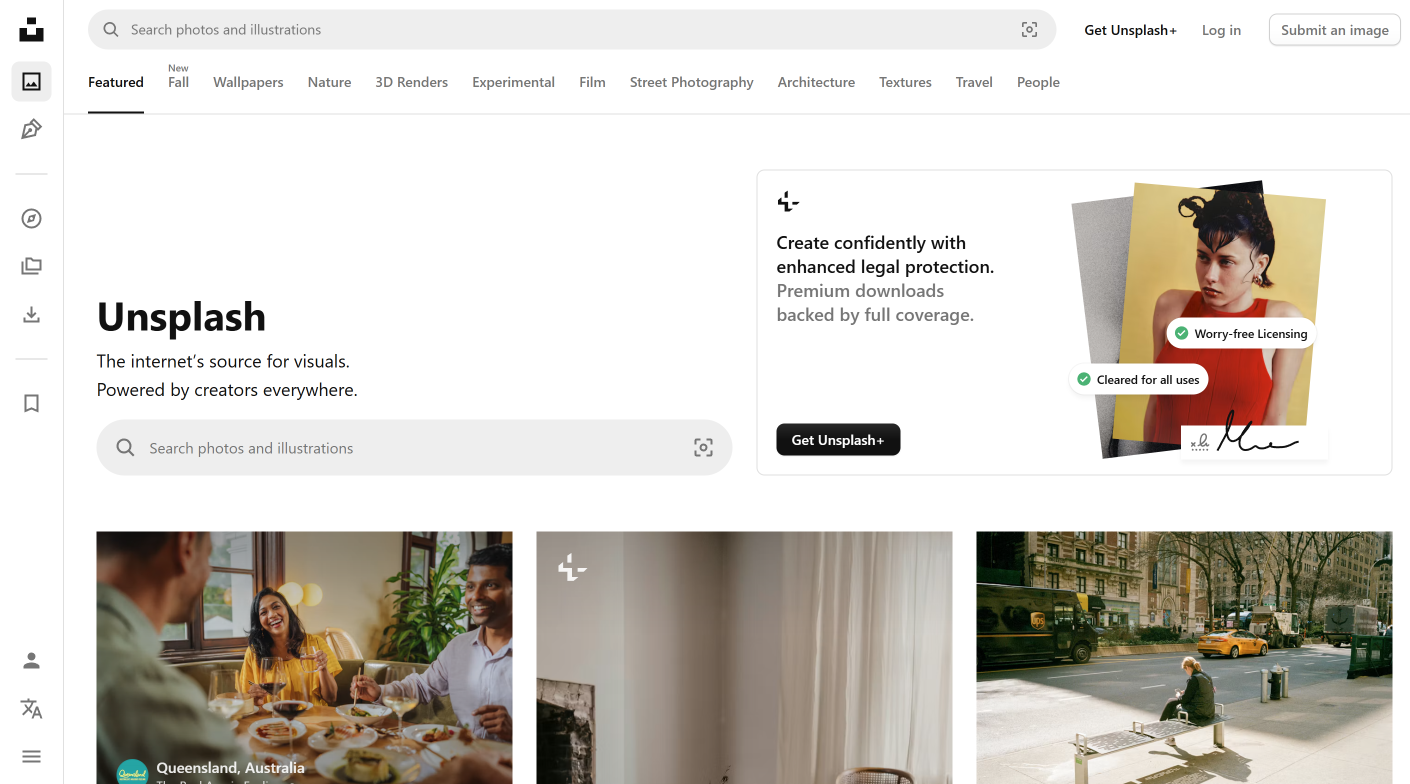 Search photos and illustrations
Get Unsplash+
Log in
Submit an image
Featured
New
Fall
Wallpapers
Nature
3D Renders
Experimental
Film
Street Photography
Architecture
Textures
Travel
People
Unsplash
The internet's source for visuals.
Powered by creators everywhere.
Search photos and illustrations
Create confidently with
enhanced legal protection.
Premium downloads
backed by full coverage.
Get Unsplash+
Worry-free Licensing
Cleared for all uses
ups
Queensland
Queensland, Australia